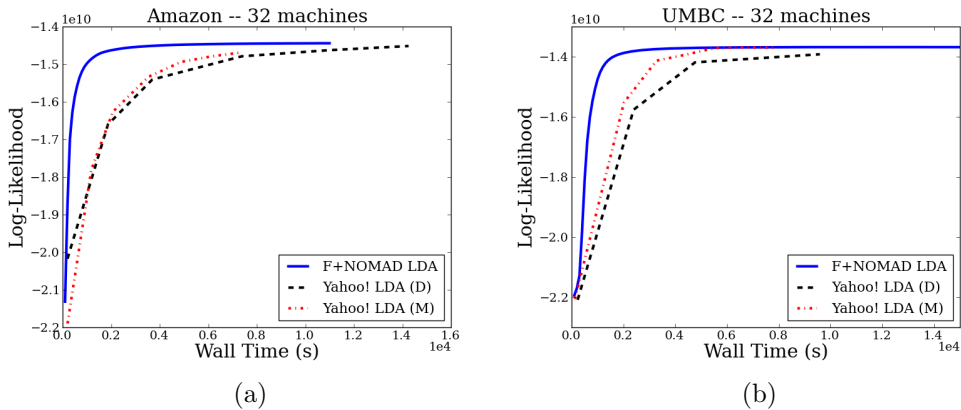 Amazon -- 32 machines
1e10
−1.4
−1.5
−1.6
−1.7
−1.8
−1.9
−2.0
−2.1
−2.2
Log-Likelihood
F+NOMAD LDA
Yahoo! LDA (D)
Yahoo! LDA (M)
0.0 0.2 0.4 0.6 0.8 1.0 1.2 1.4 1.6
1e4
Wall Time (s)
(a)
UMBC -- 32 machines
1e10
−1.4
−1.6
−1.8
−2.0
−2.2
Log-Likelihood
F+NOMAD LDA
Yahoo! LDA (D)
Yahoo! LDA (M)
0.0 0.2 0.4 0.6 0.8 1.0 1.2 1.4
1e4
Wall Time (s)
(b)